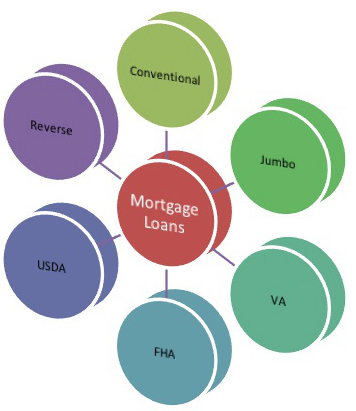 Conventional
Reverse
Jumbo
Mortgage
Loans
USDA
VA
FHA